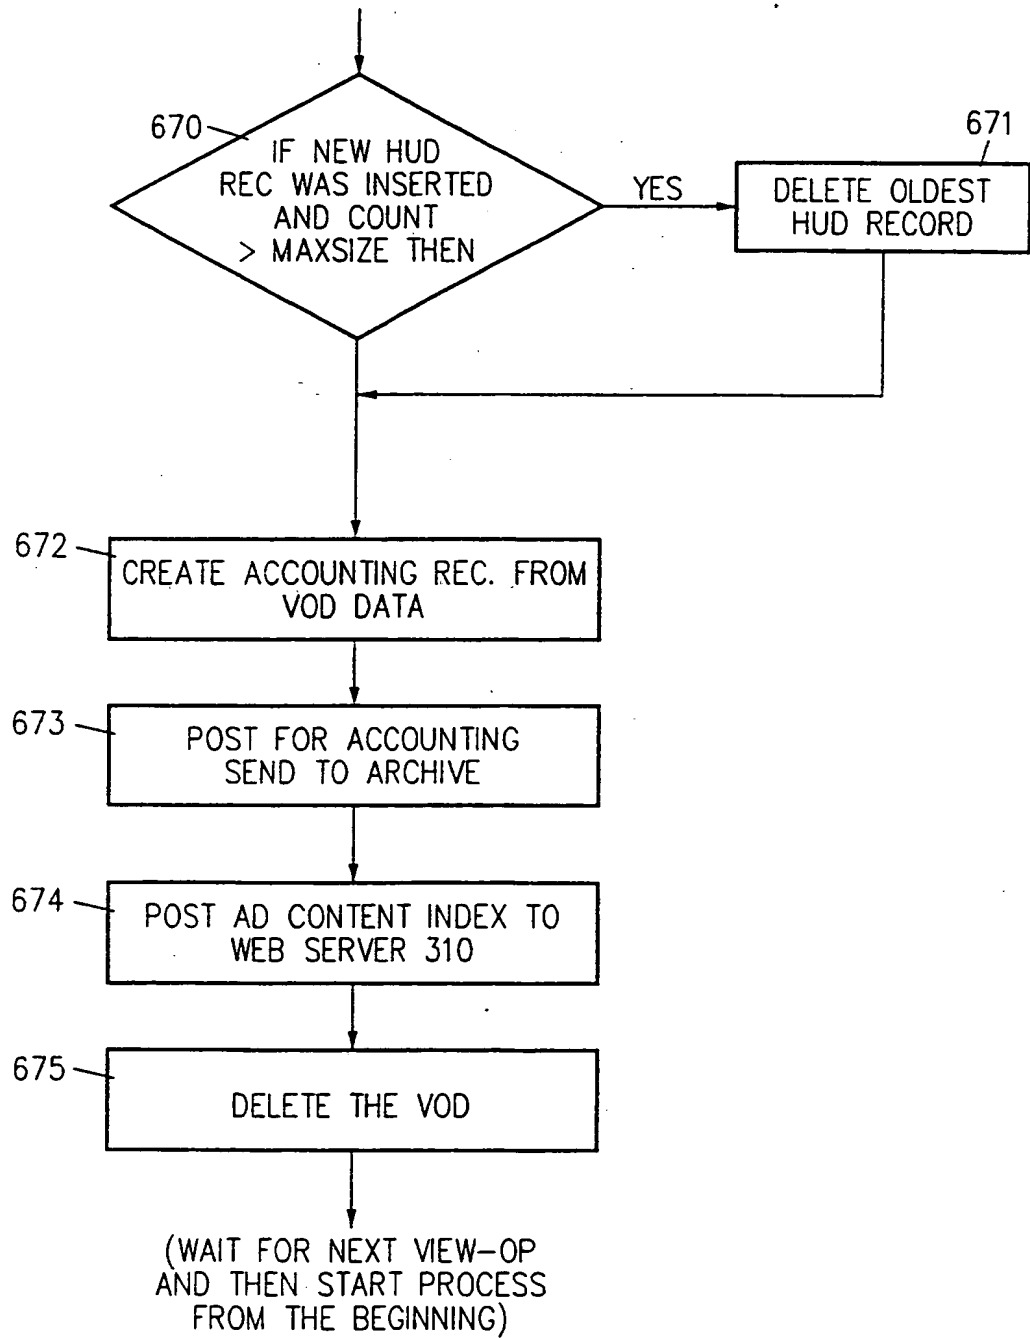 670
IF NEW HUD
REC WAS INSERTED
AND COUNT
> MAXSIZE THEN
YES
671
DELETE OLDEST
HUD RECORD
672
CREATE ACCOUNTING REC. FROM
VOD DATA
673
POST FOR ACCOUNTING
SEND TO ARCHIVE
674
POST AD CONTENT INDEX TO
WEB SERVER 310
675
DELETE THE VOD
(WAIT FOR NEXT VIEW-OP
AND THEN START PROCESS
FROM THE BEGINNING)